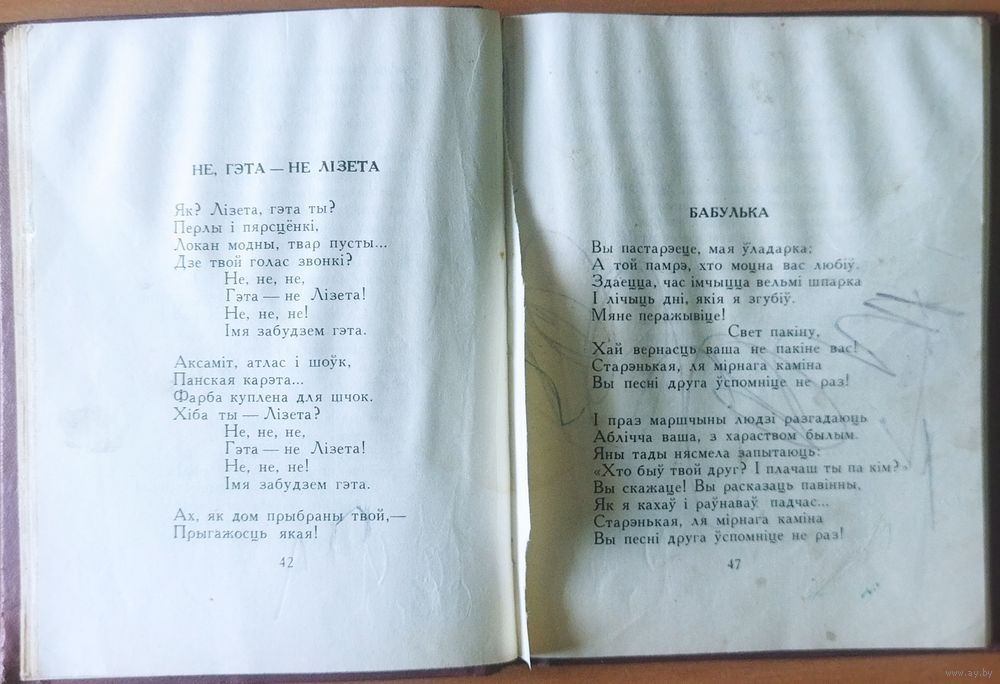 НЕ, ГЭТА — НЕ ЛІЗЕТА
Як? Лізета, гэта ты?
Перлы і пярсцёнкі,
Локан модны, твар пусты...
Дзе твой голас звонкі?
Не, не, не,
Гэта — не Лізета!
Не, не, не!
Імя забудзем гэта.
Аксаміт, атлас і шоўк,
Панская карэта...
Фарба куплена для шчок.
Хіба ты — Лізета?
Не, не, не,
Гэта — не Лізета!
Не, не, не!
Імя забудзем гэта.
Ах, як дом прыбраны твой,—
Прыгажосць якая!
42
БАБУЛЬКА
Вы пастарэеце, мая ўладарка;
А той памрэ, хто моцна вас любіў.
Здаецца, час імчыцца вельмі шпарка
І лічыць дні, якія я згубіў.
Мяне перажывіце!
Свет пакіну,
Хай вернасць ваша не пакіне вас!
Старэнькая, ля мірнага каміна
Вы песні друга ўспомніце не раз!
І праз маршчыны людзі разгадаюць
Аблічча ваша, з хараством былым.
Яны тады нясмела запытаюць:
«Хто быў твой друг? І плачаш ты па кім?»
Вы скажаце! Вы расказаць павінны,
Як я кахаў і раўнаваў падчас...
Старэнькая, ля мірнага каміна
Вы песні друга ўспомніце не раз!
47
www.ay.by